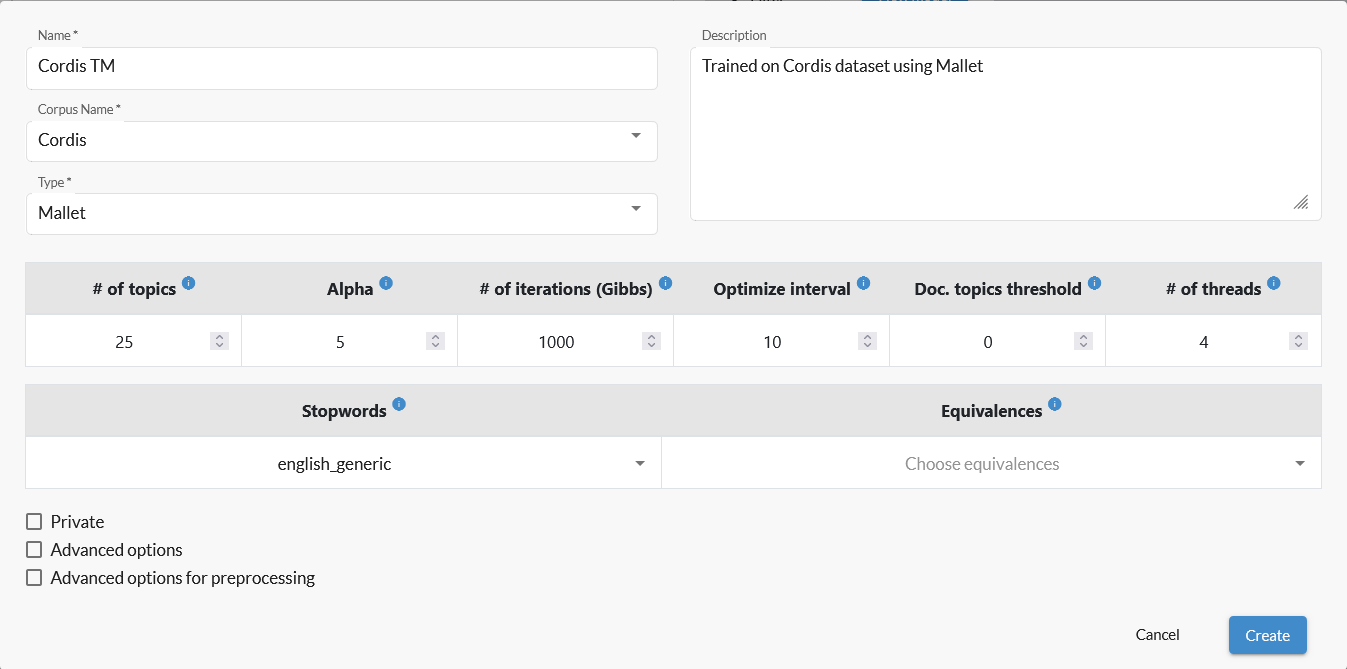 Name *
Cordis TM
Corpus Name *
Cordis
Type *
Mallet
Description
Trained on Cordis dataset using Mallet
# of topics Alpha # of iterations (Gibbs) Optimize interval Doc. topics threshold # of threads
25 5 1000 10 0 4
Stopwords Equivalences
english_generic Choose equivalences
Private
Advanced options
Advanced options for preprocessing
Cancel Create